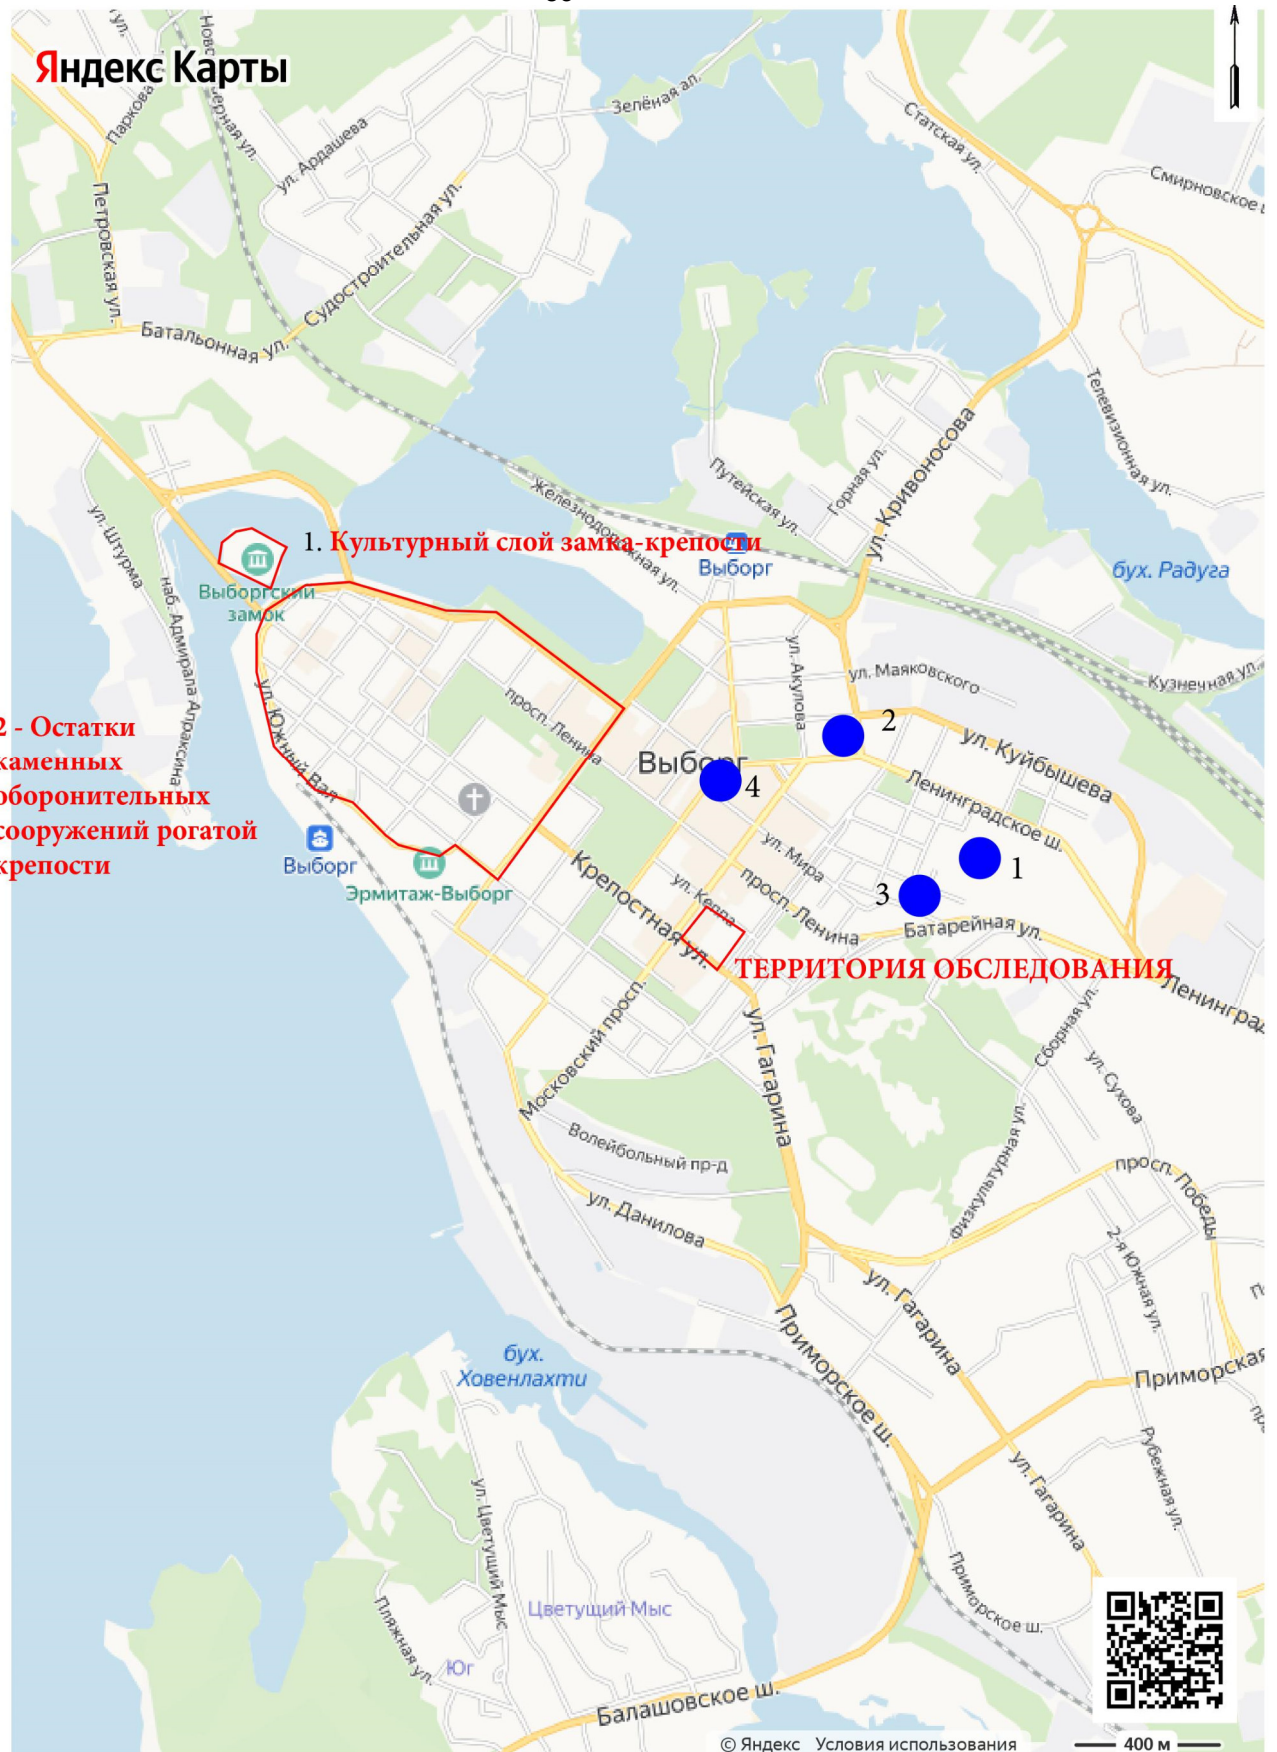 Яндекс Карты
Зелёная ал.
Статская ул.
Смирновское
Паркова
ул. Ардашева
Петровская ул.
Судостроительная ул.
Батальонная ул.
Телевизионная ул.
ул. Кривоносова
Горная ул.
Путейская ул.
Железнодорожная ул.
ул. Штурма
наб. Адмирала Апраксина
1. Культурный слой замка-крепости
Выборг
бух. Радуга
Выборгский
замок
ул. Акулова
ул. Маяковского
Кузнечная ул.
просп. Ленина
ул. Южный Вал
2 - Остатки
каменных
оборонительных
сооружений рогатой
крепости
2
ул. Куйбышева
Выборг
4
Ленинградское ш.
ул. Мира
1
Выборг
Эрмитаж-Выборг
Крепостная ул.
ул. Кеппа
просп. Ленина
3
Батарейная ул.
ТЕРРИТОРИЯ ОБСЛЕДОВАНИЯ
Ленинград
Московский просп.
ул. Гагарина
Сборная ул.
ул. Сухова
Волейбольный пр-д
Физкультурная ул.
просп. Победы
ул. Данилова
2-я Южная ул.
ул. Гагарина
Приморское ш.
Приморская
бух.
Ховенлахти
Рубежная ул.
ул. Гагарина
ул. Цветущий Мыс
Приморское ш.
Цветущий Мыс
Пляжная ул.
Юг
Балашовское ш.
© Яндекс Условия использования
400 м